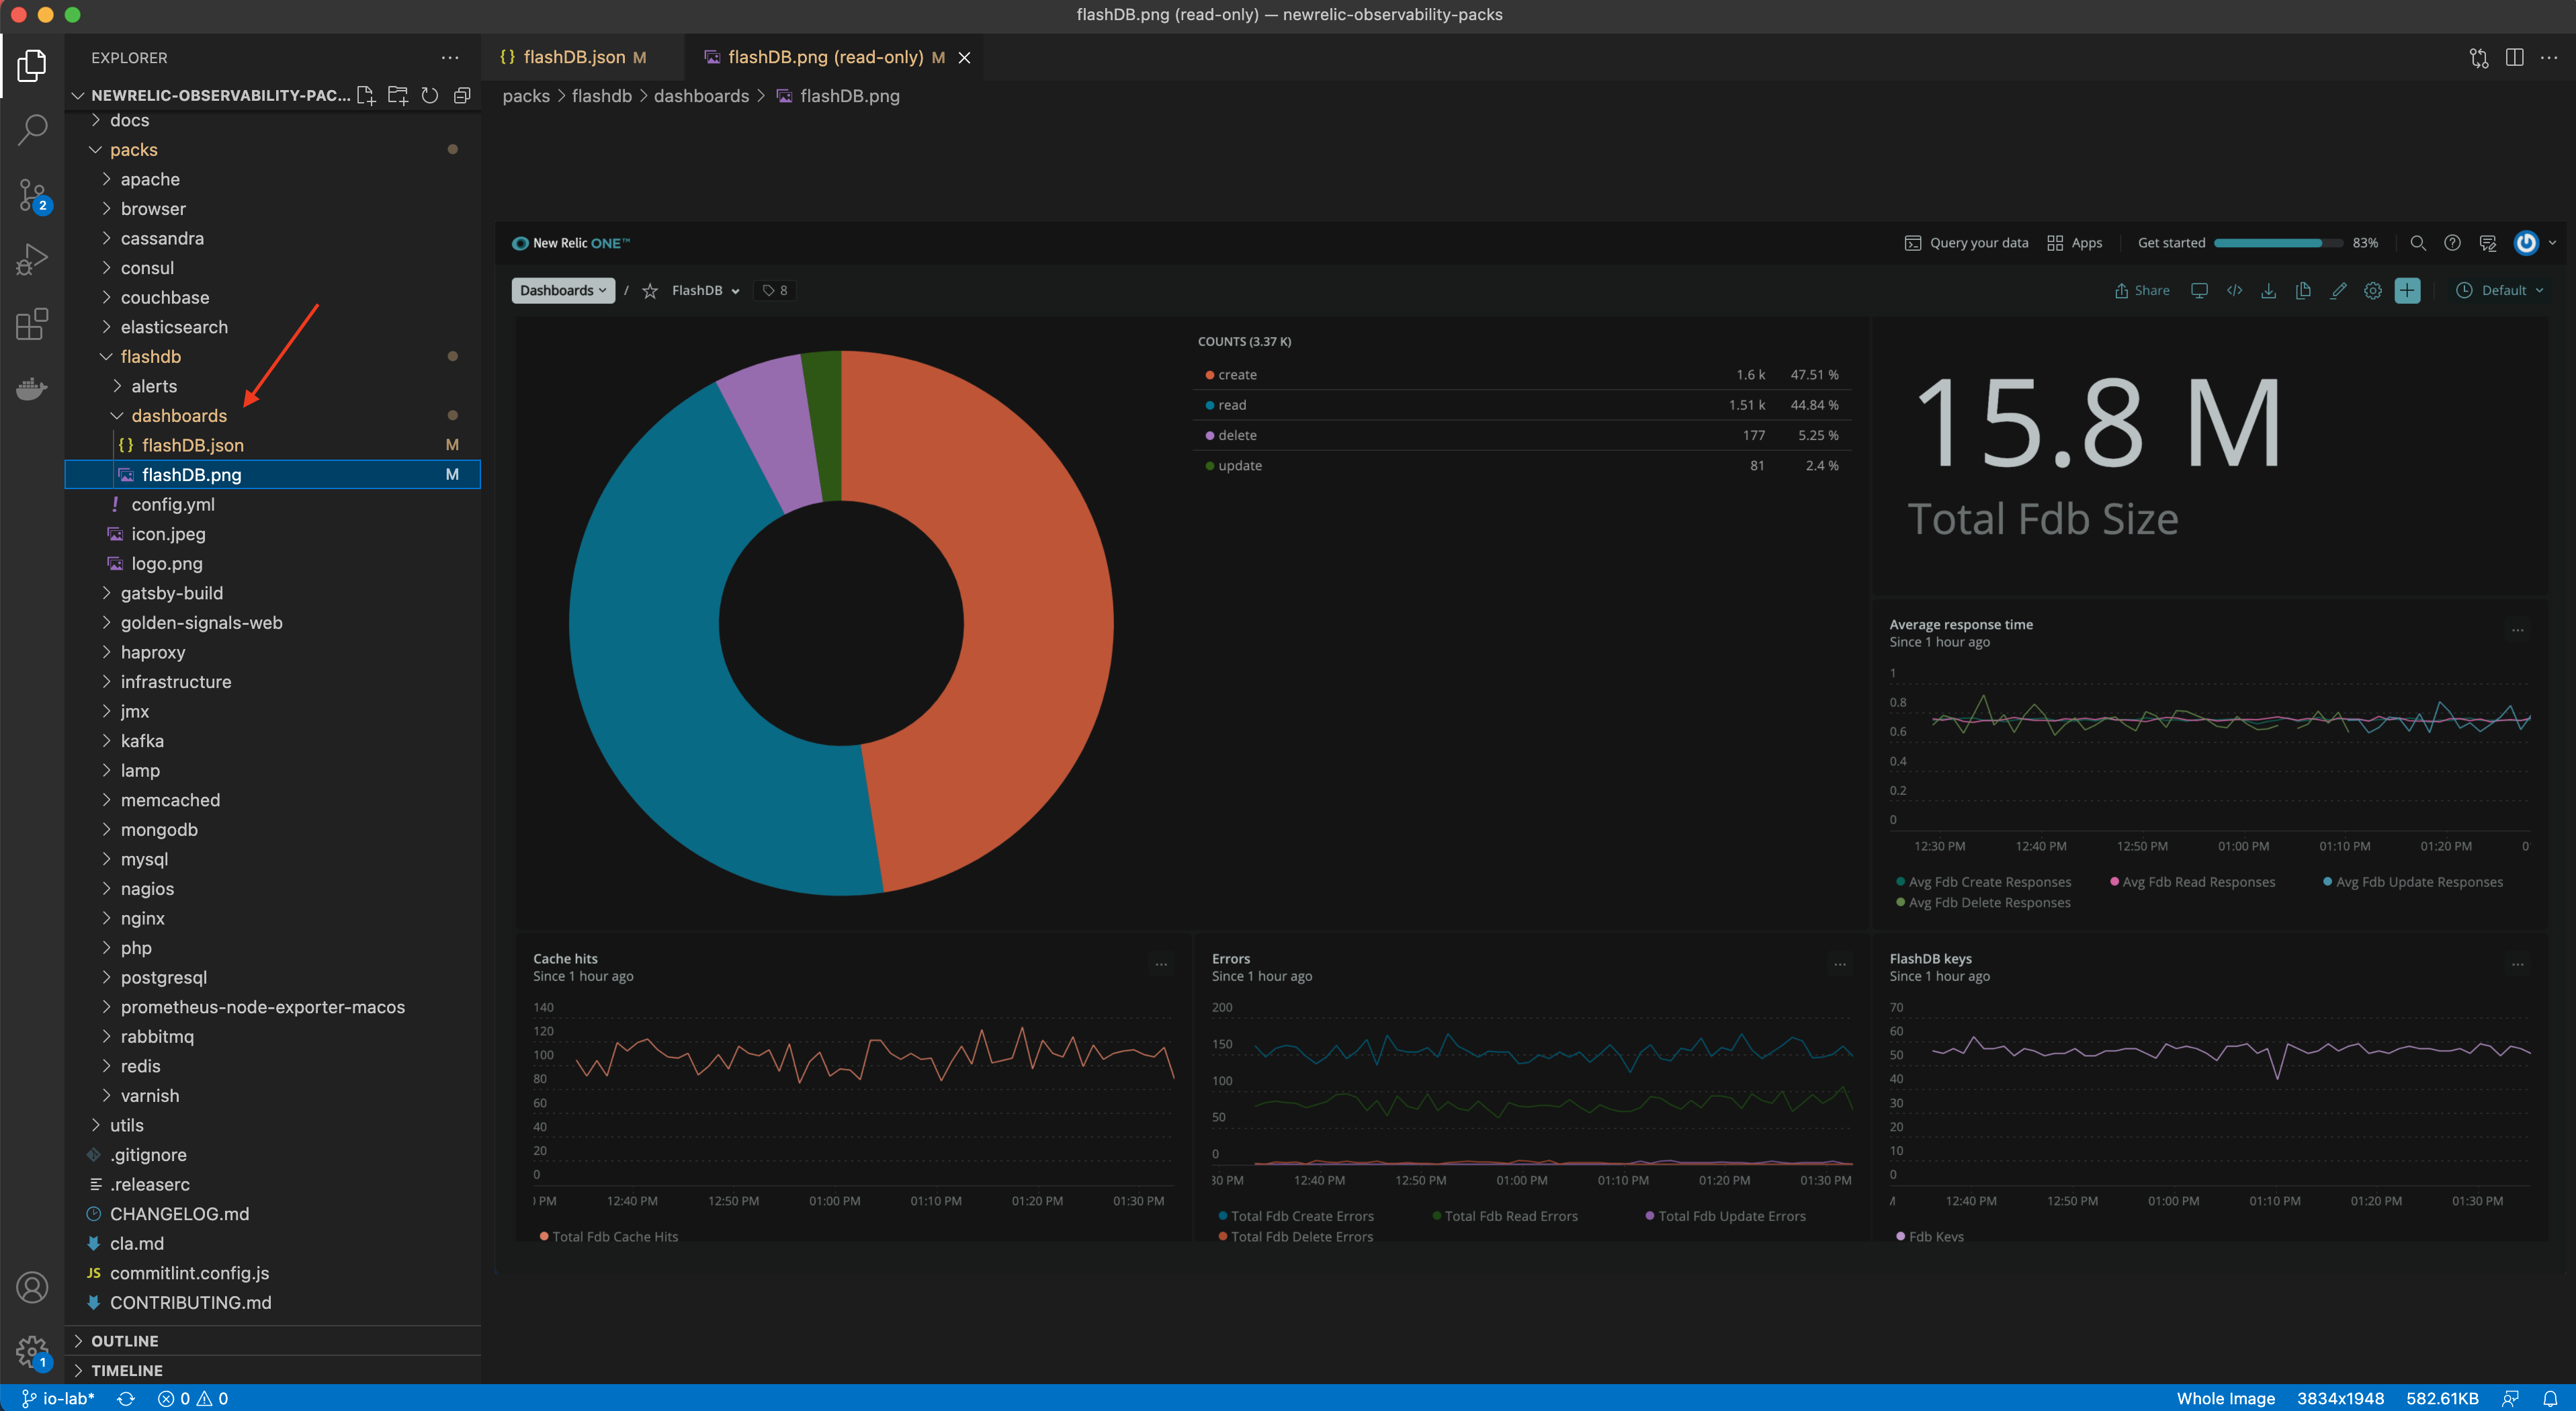 flashDB.png (read-only) — newrelic-observability-packs
EXPLORER
NEWRELIC-OBSERVABILITY-PAC...
docs
packs
apache
browser
cassandra
consul
couchbase
elasticsearch
flashdb
alerts
dashboards
{} flashDB.json M
flashDB.png M
! config.yml
icon.jpeg
logo.png
gatsby-build
golden-signals-web
haproxy
infrastructure
jmx
kafka
lamp
memcached
mongodb
mysql
nagios
nginx
php
postgresql
prometheus-node-exporter-macos
rabbitmq
redis
varnish
utils
.gitignore
.releaserc
CHANGELOG.md
cla.md
JS commitlint.config.js
CONTRIBUTING.md
OUTLINE
TIMELINE
2
1
{} flashDB.json M
flashDB.png (read-only) M
packs > flashdb > dashboards > flashDB.png
New Relic ONE™
Query your data
Apps
Get started 83%
Dashboards / FlashDB 8
Share
Default
COUNTS (3.37 K)
create 1.6 k 47.51 %
read 1.51 k 44.84 %
delete 177 5.25 %
update 81 2.4 %
15.8 M
Total Fdb Size
Average response time
Since 1 hour ago
1
0.8
0.6
0.4
0.2
0
12:30 PM 12:40 PM 12:50 PM 01:00 PM 01:10 PM 01:20 PM 0
Avg Fdb Create Responses Avg Fdb Read Responses Avg Fdb Update Responses
Avg Fdb Delete Responses
Cache hits
Since 1 hour ago
140
120
100
80
60
40
20
0
PM 12:40 PM 12:50 PM 01:00 PM 01:10 PM 01:20 PM 01:30 PM
Total Fdb Cache Hits
Errors
Since 1 hour ago
200
150
100
50
0
30 PM 12:40 PM 12:50 PM 01:00 PM 01:10 PM 01:20 PM 01:30 PM
Total Fdb Create Errors Total Fdb Read Errors Total Fdb Update Errors
Total Fdb Delete Errors
FlashDB keys
Since 1 hour ago
70
60
50
40
30
20
10
0
M 12:40 PM 12:50 PM 01:00 PM 01:10 PM 01:20 PM 01:30 PM
Fdb Keys
io-lab* 0 0
Whole Image 3834x1948 582.61KB